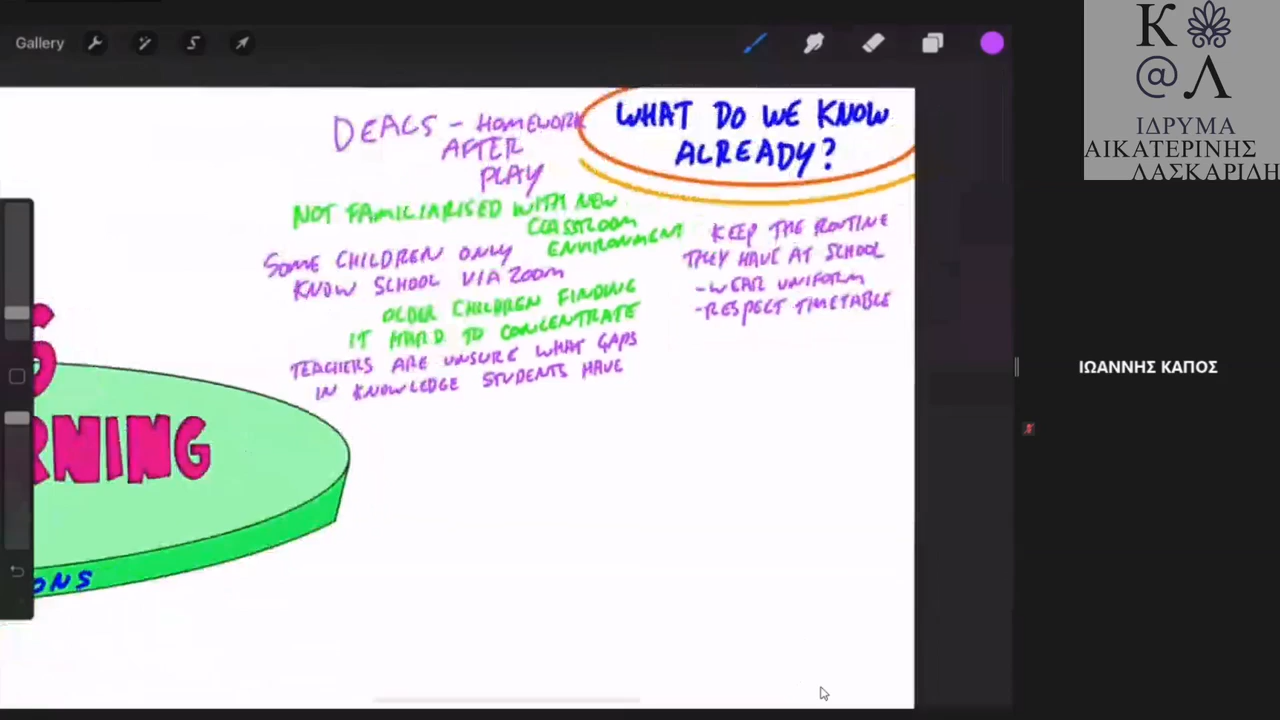 Gallery
DEALS - HOMEWORK
AFTER
PLAY
WHAT DO WE KNOW
ALREADY?
NOT FAMILIARISED WITH NEW
CLASSROOM
ENVIRONMENT
SOME CHILDREN ONLY
KNOW SCHOOL VIA ZOOM
OLDER CHILDREN FINDING
IT HARD TO CONCENTRATE
TEACHERS ARE UNSURE WHAT GAPS
IN KNOWLEDGE STUDENTS HAVE
KEEP THE ROUTINE
THEY HAVE AT SCHOOL
- WEAR UNIFORM
- RESPECT TIMETABLE
S
RNING
ONS
Κ
@Λ
ΙΔΡΥΜΑ
ΑΙΚΑΤΕΡΙΝΗΣ
ΛΑΣΚΑΡΙΔΗ
ΙΩΑΝΝΗΣ ΚΑΠΟΣ